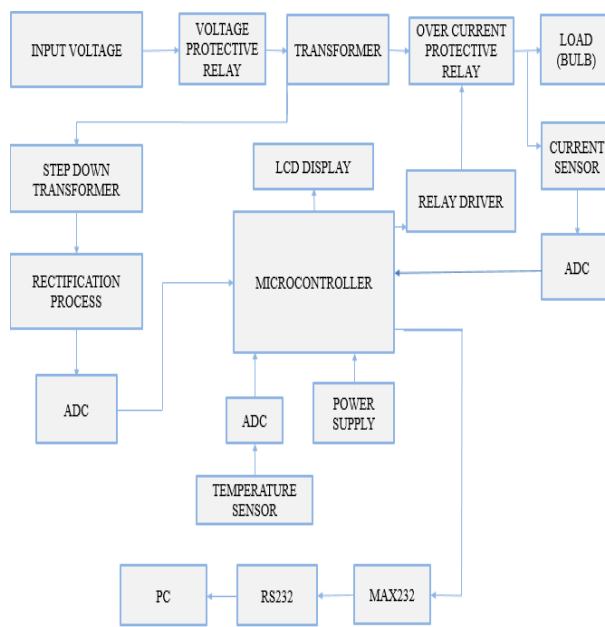 INPUT VOLTAGE
VOLTAGE
PROTECTIVE
RELAY
TRANSFORMER
OVER CURRENT
PROTECTIVE
RELAY
LOAD
(BULB)
STEP DOWN
TRANSFORMER
LCD DISPLAY
CURRENT
SENSOR
RELAY DRIVER
RECTIFICATION
PROCESS
MICROCONTROLLER
ADC
ADC
ADC
POWER
SUPPLY
TEMPERATURE
SENSOR
PC
RS232
MAX232